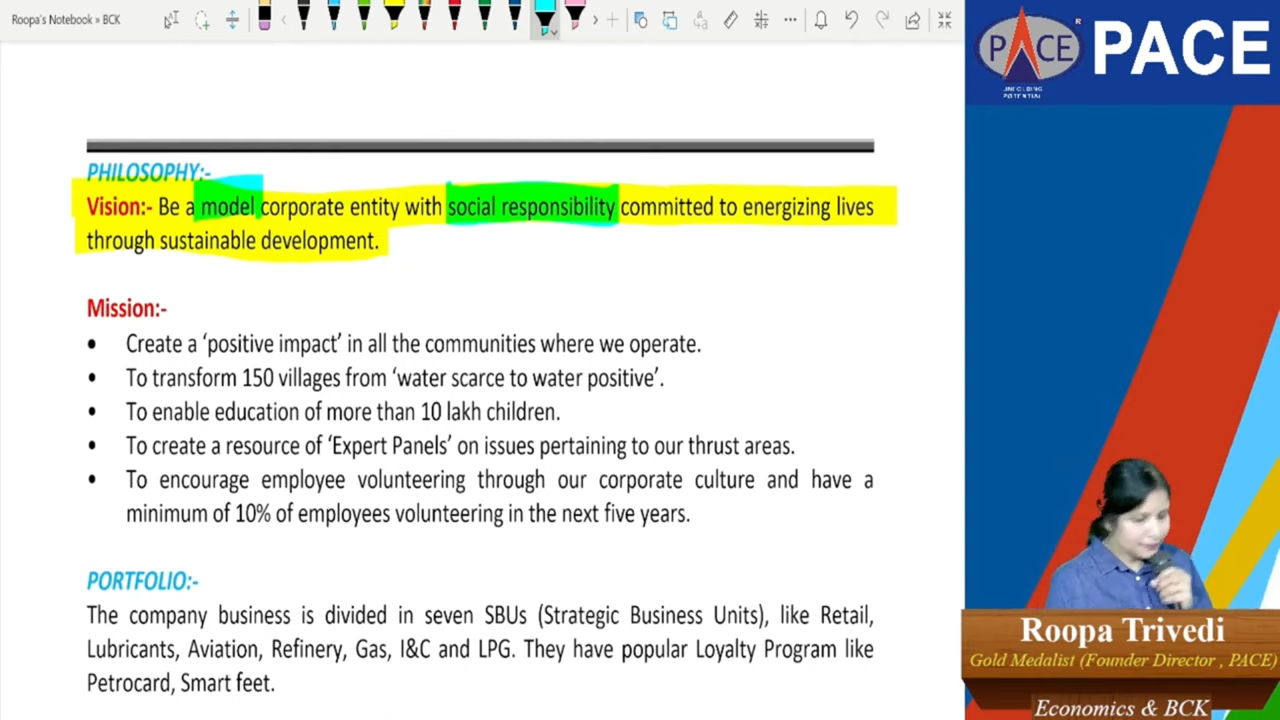 Roopa's Notebook » BCK
PACE
®
PACE
UNFOLDING
POTENTIAL
PHILOSOPHY:-
Vision:- Be a model corporate entity with social responsibility committed to energizing lives
through sustainable development.
Mission:-
• Create a ‘positive impact’ in all the communities where we operate.
• To transform 150 villages from ‘water scarce to water positive’.
• To enable education of more than 10 lakh children.
• To create a resource of ‘Expert Panels’ on issues pertaining to our thrust areas.
• To encourage employee volunteering through our corporate culture and have a
minimum of 10% of employees volunteering in the next five years.
PORTFOLIO:-
The company business is divided in seven SBUs (Strategic Business Units), like Retail,
Lubricants, Aviation, Refinery, Gas, I&C and LPG. They have popular Loyalty Program like
Petrocard, Smart feet.
Roopa Trivedi
Gold Medalist (Founder Director , PACE)
Economics & BCK